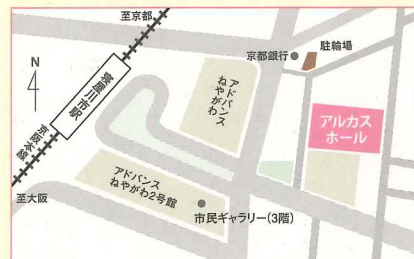 至京都
N
寝屋川市駅
京阪本線
至大阪
アドバンス
ねやがわ
京都銀行
駐輪場
アルカス
ホール
アドバンス
ねやがわ2号館
市民ギャラリー(3階)